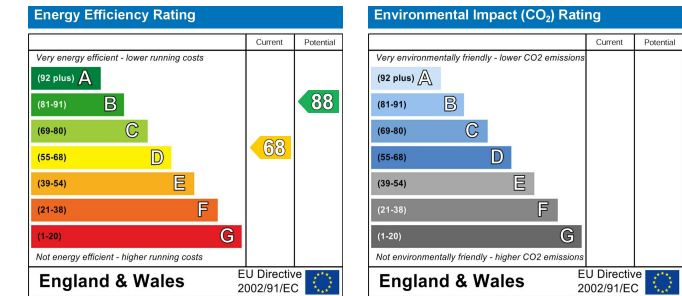 Energy Efficiency Rating
Current Potential
Very energy efficient - lower running costs
(92 plus) A
(81-91) B
88
(69-80) C
68
(55-68) D
(39-54) E
(21-38) F
(1-20) G
Not energy efficient - higher running costs
England & Wales
EU Directive
2002/91/EC
Environmental Impact (CO₂) Rating
Current Potential
Very environmentally friendly - lower CO2 emissions
(92 plus) A
(81-91) B
(69-80) C
(55-68) D
(39-54) E
(21-38) F
(1-20) G
Not environmentally friendly - higher CO2 emissions
England & Wales
EU Directive
2002/91/EC